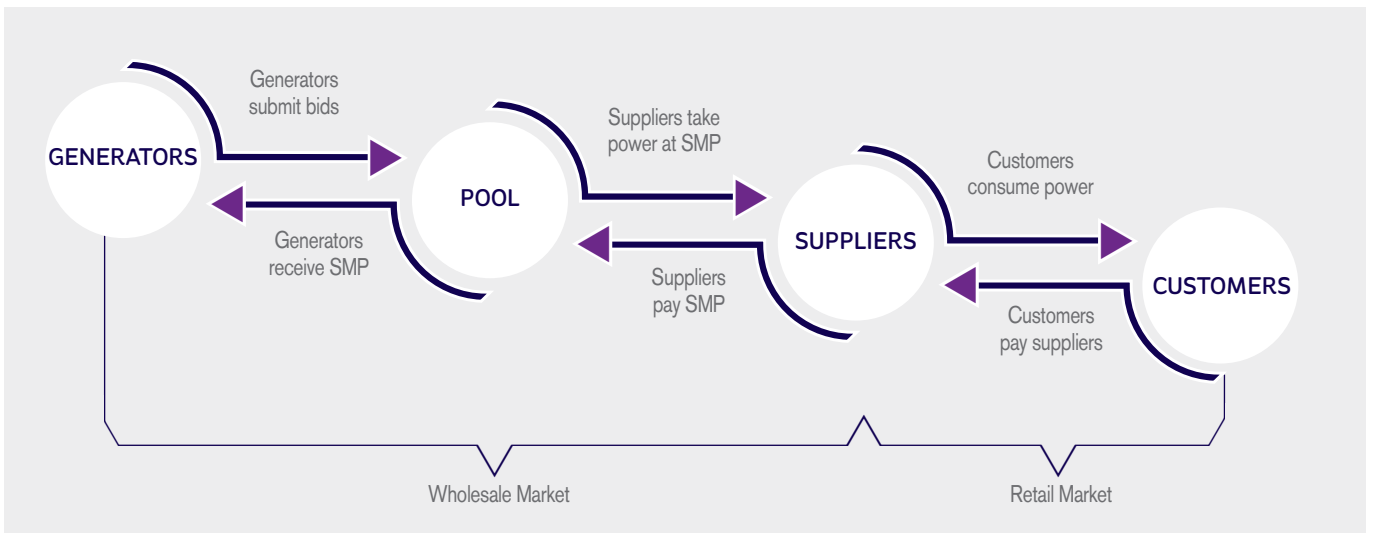 GENERATORS
Generators
submit bids
Generators
receive SMP
POOL
Suppliers take
power at SMP
Suppliers
pay SMP
SUPPLIERS
Customers
consume power
Customers
pay suppliers
CUSTOMERS
Wholesale Market
Retail Market